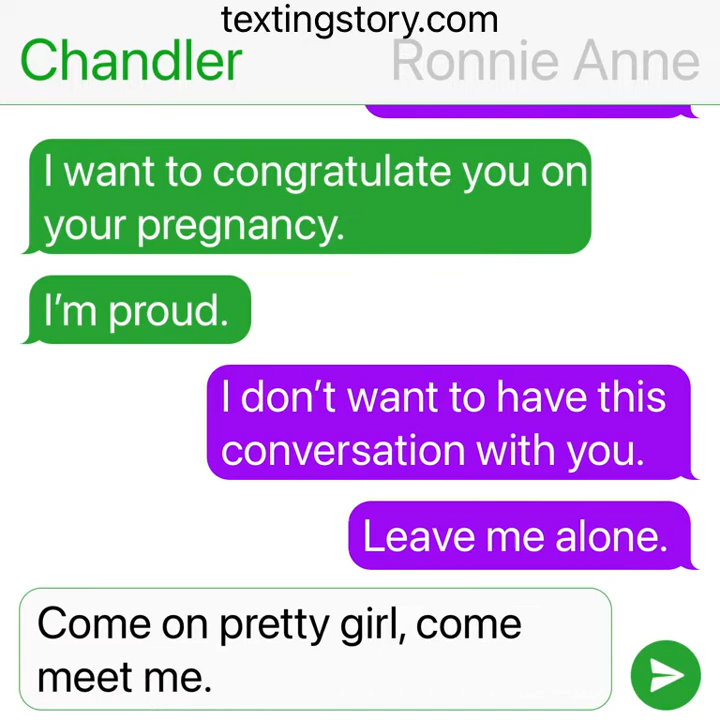 textingstory.com
Chandler
Ronnie Anne
I want to congratulate you on
your pregnancy.
I'm proud.
I don't want to have this
conversation with you.
Leave me alone.
Come on pretty girl, come
meet me.